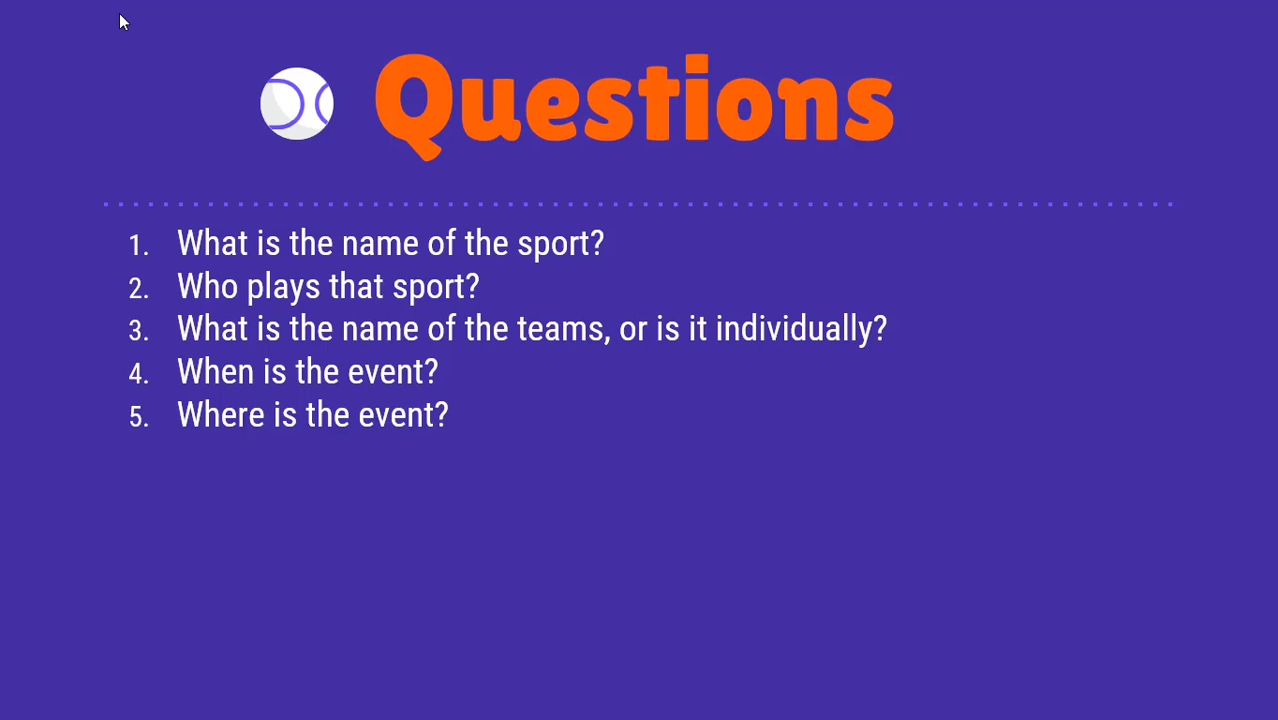 Questions
1. What is the name of the sport?
2. Who plays that sport?
3. What is the name of the teams, or is it individually?
4. When is the event?
5. Where is the event?